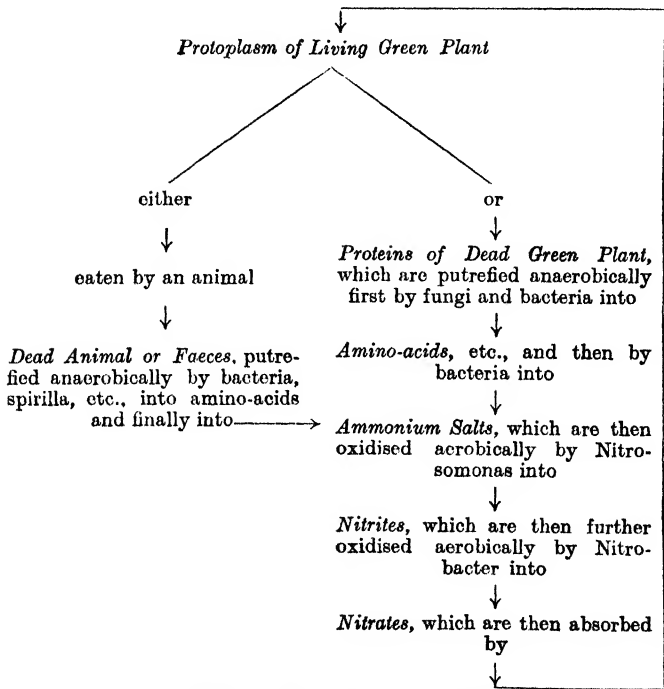 Protoplasm of Living Green Plant
either
eaten by an animal
Dead Animal or Faeces, putre-
fied anaerobically by bacteria,
spirilla, etc., into amino-acids
and finally into
or
Proteins of Dead Green Plant,
which are putrefied anaerobically
first by fungi and bacteria into
Amino-acids, etc., and then by
bacteria into
Ammonium Salts, which are then
oxidised aerobically by Nitro-
somonas into
Nitrites, which are then further
oxidised aerobically by Nitro-
bacter into
Nitrates, which are then absorbed
by